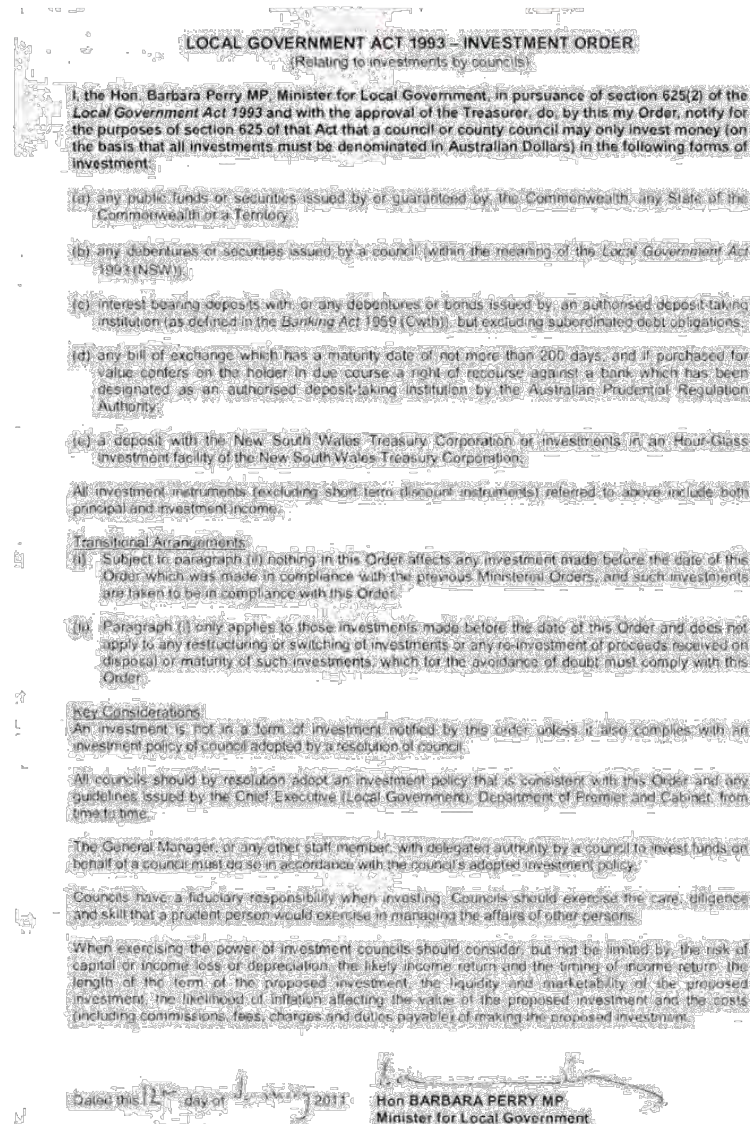 LOCAL GOVERNMENT ACT 1993 – INVESTMENT ORDER
(Relating to investments by councils)
I, the Hon. Barbara Perry MP, Minister for Local Government, in pursuance of section 625(2) of the
Local Government Act 1993 and with the approval of the Treasurer, do, by this my Order, notify for
the purposes of section 625 of that Act that a council or county council may only invest money (on
the basis that all investments must be denominated in Australian Dollars) in the following forms of
investment:
(a) any public funds or securities issued by or guaranteed by, the Commonwealth, any State of the
Commonwealth or a Territory;
(b) any debentures or securities issued by a council (within the meaning of the Local Government Act
1993 (NSW));
(c) interest bearing deposits with, or any debentures or bonds issued by, an authorised deposit-taking
institution (as defined in the Banking Act 1959 (Cwth)), but excluding subordinated debt obligations;
(d) any bill of exchange which has a maturity date of not more than 200 days; and if purchased for
value confers on the holder in due course a right of recourse against a bank which has been
designated as an authorised deposit-taking institution by the Australian Prudential Regulation
Authority;
(e) a deposit with the New South Wales Treasury Corporation or investments in an Hour-Glass
investment facility of the New South Wales Treasury Corporation;
All investment instruments (excluding short term discount instruments) referred to above include both
principal and investment income.
Transitional Arrangements
(i) Subject to paragraph (ii) nothing in this Order affects any investment made before the date of this
Order which was made in compliance with the previous Ministerial Orders, and such investments
are taken to be in compliance with this Order.
(ii) Paragraph (i) only applies to those investments made before the date of this Order and does not
apply to any restructuring or switching of investments or any re-investment of proceeds received on
disposal or maturity of such investments, which for the avoidance of doubt must comply with this
Order.
Key Considerations
An investment is not in a form of investment notified by this order unless it also complies with an
investment policy of council adopted by a resolution of council.
All councils should by resolution adopt an investment policy that is consistent with this Order and any
guidelines issued by the Chief Executive (Local Government), Department of Premier and Cabinet, from
time to time.
The General Manager, or any other staff member, with delegated authority by a council to invest funds on
behalf of a council must do so in accordance with the council's adopted investment policy.
Councils have a fiduciary responsibility when investing. Councils should exercise the care, diligence
and skill that a prudent person would exercise in managing the affairs of other persons.
When exercising the power of investment councils should consider, but not be limited by, the risk of
capital or income loss or depreciation, the likely income return and the timing of income return, the
length of the term of the proposed investment, the liquidity and marketability of the proposed
investment, the likelihood of inflation affecting the value of the proposed investment and the costs
(including commissions, fees, charges and duties payable) of making the proposed investment.
Dated this 12 day of 2011
Hon BARBARA PERRY MP
Minister for Local Government